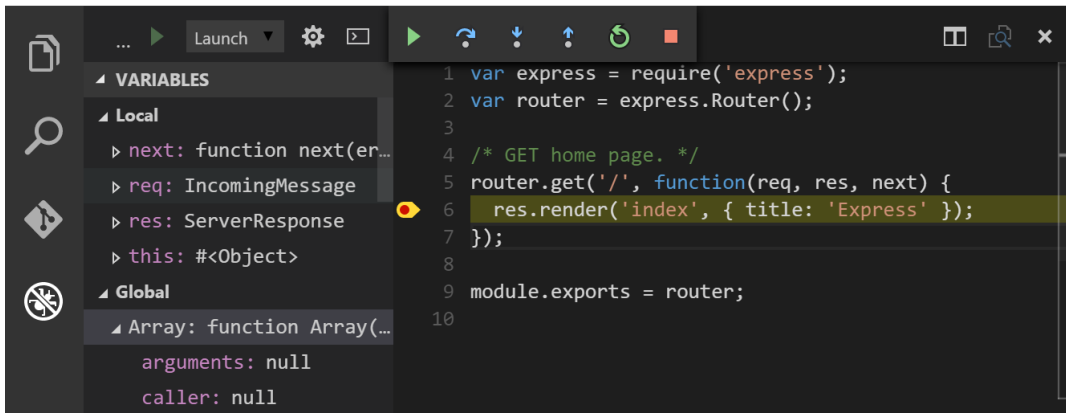 ... Launch
VARIABLES
Local
next: function next(er…
req: IncomingMessage
res: ServerResponse
this: #<Object>
Global
Array: function Array(…
arguments: null
caller: null
1 var express = require('express');
2 var router = express.Router();
3
4 /* GET home page. */
5 router.get('/', function(req, res, next) {
6 res.render('index', { title: 'Express' });
7 });
8
9 module.exports = router;
10